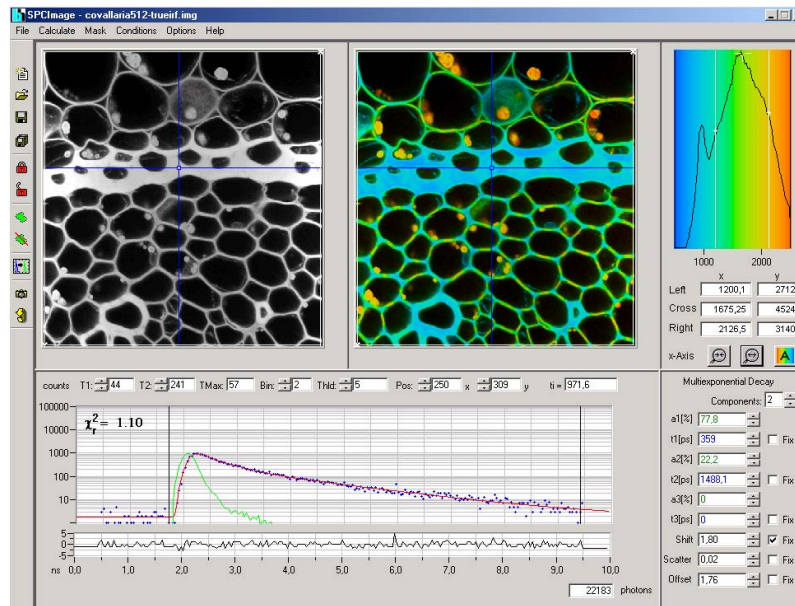 SPCImage - covallaria512-trueirf.img
File Calculate Mask Conditions Options Help
1000 2000
x y
Left 1200,1 2712
Cross 1675,25 4524
Right 2126,5 3140
x-Axis A
counts T1: 44 T2: 241 TMax: 57 Bin: 2 Thld: 5 Pos: 250 x 309 y ti = 971,6
Multiexponential Decay
Components: 2
a1[%] 77,8
t1[ps] 359 Fix
a2[%] 22,2
t2[ps] 1488,1 Fix
a3[%] 0
t3[ps] 0 Fix
Shift 1,80 Fix
Scatter 0,02 Fix
Offset 1,76 Fix
100000
10000
1000
100
10
χ²r = 1.10
5
0
-5
ns 0,0 1,0 2,0 3,0 4,0 5,0 6,0 7,0 8,0 9,0 10,0
22183 photons